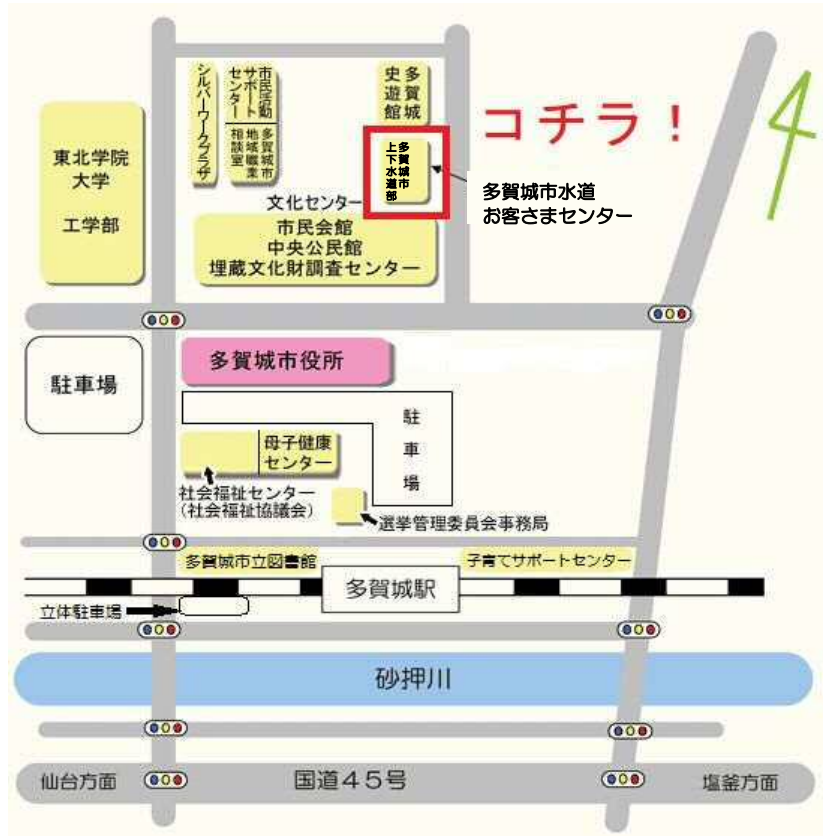 シルバーワークプラザ
市民活動
サポート
センター
多賀城市
地域職業
相談室
多賀城
史遊館
コチラ！
東北学院
大学
工学部
多賀城市
上下水道部
多賀城市水道
お客さまセンター
文化センター
市民会館
中央公民館
埋蔵文化財調査センター
多賀城市役所
駐車場
駐車場
母子健康
センター
社会福祉センター
(社会福祉協議会)
選挙管理委員会事務局
多賀城市立図書館
子育てサポートセンター
多賀城駅
立体駐車場
砂押川
仙台方面
国道45号
塩釜方面